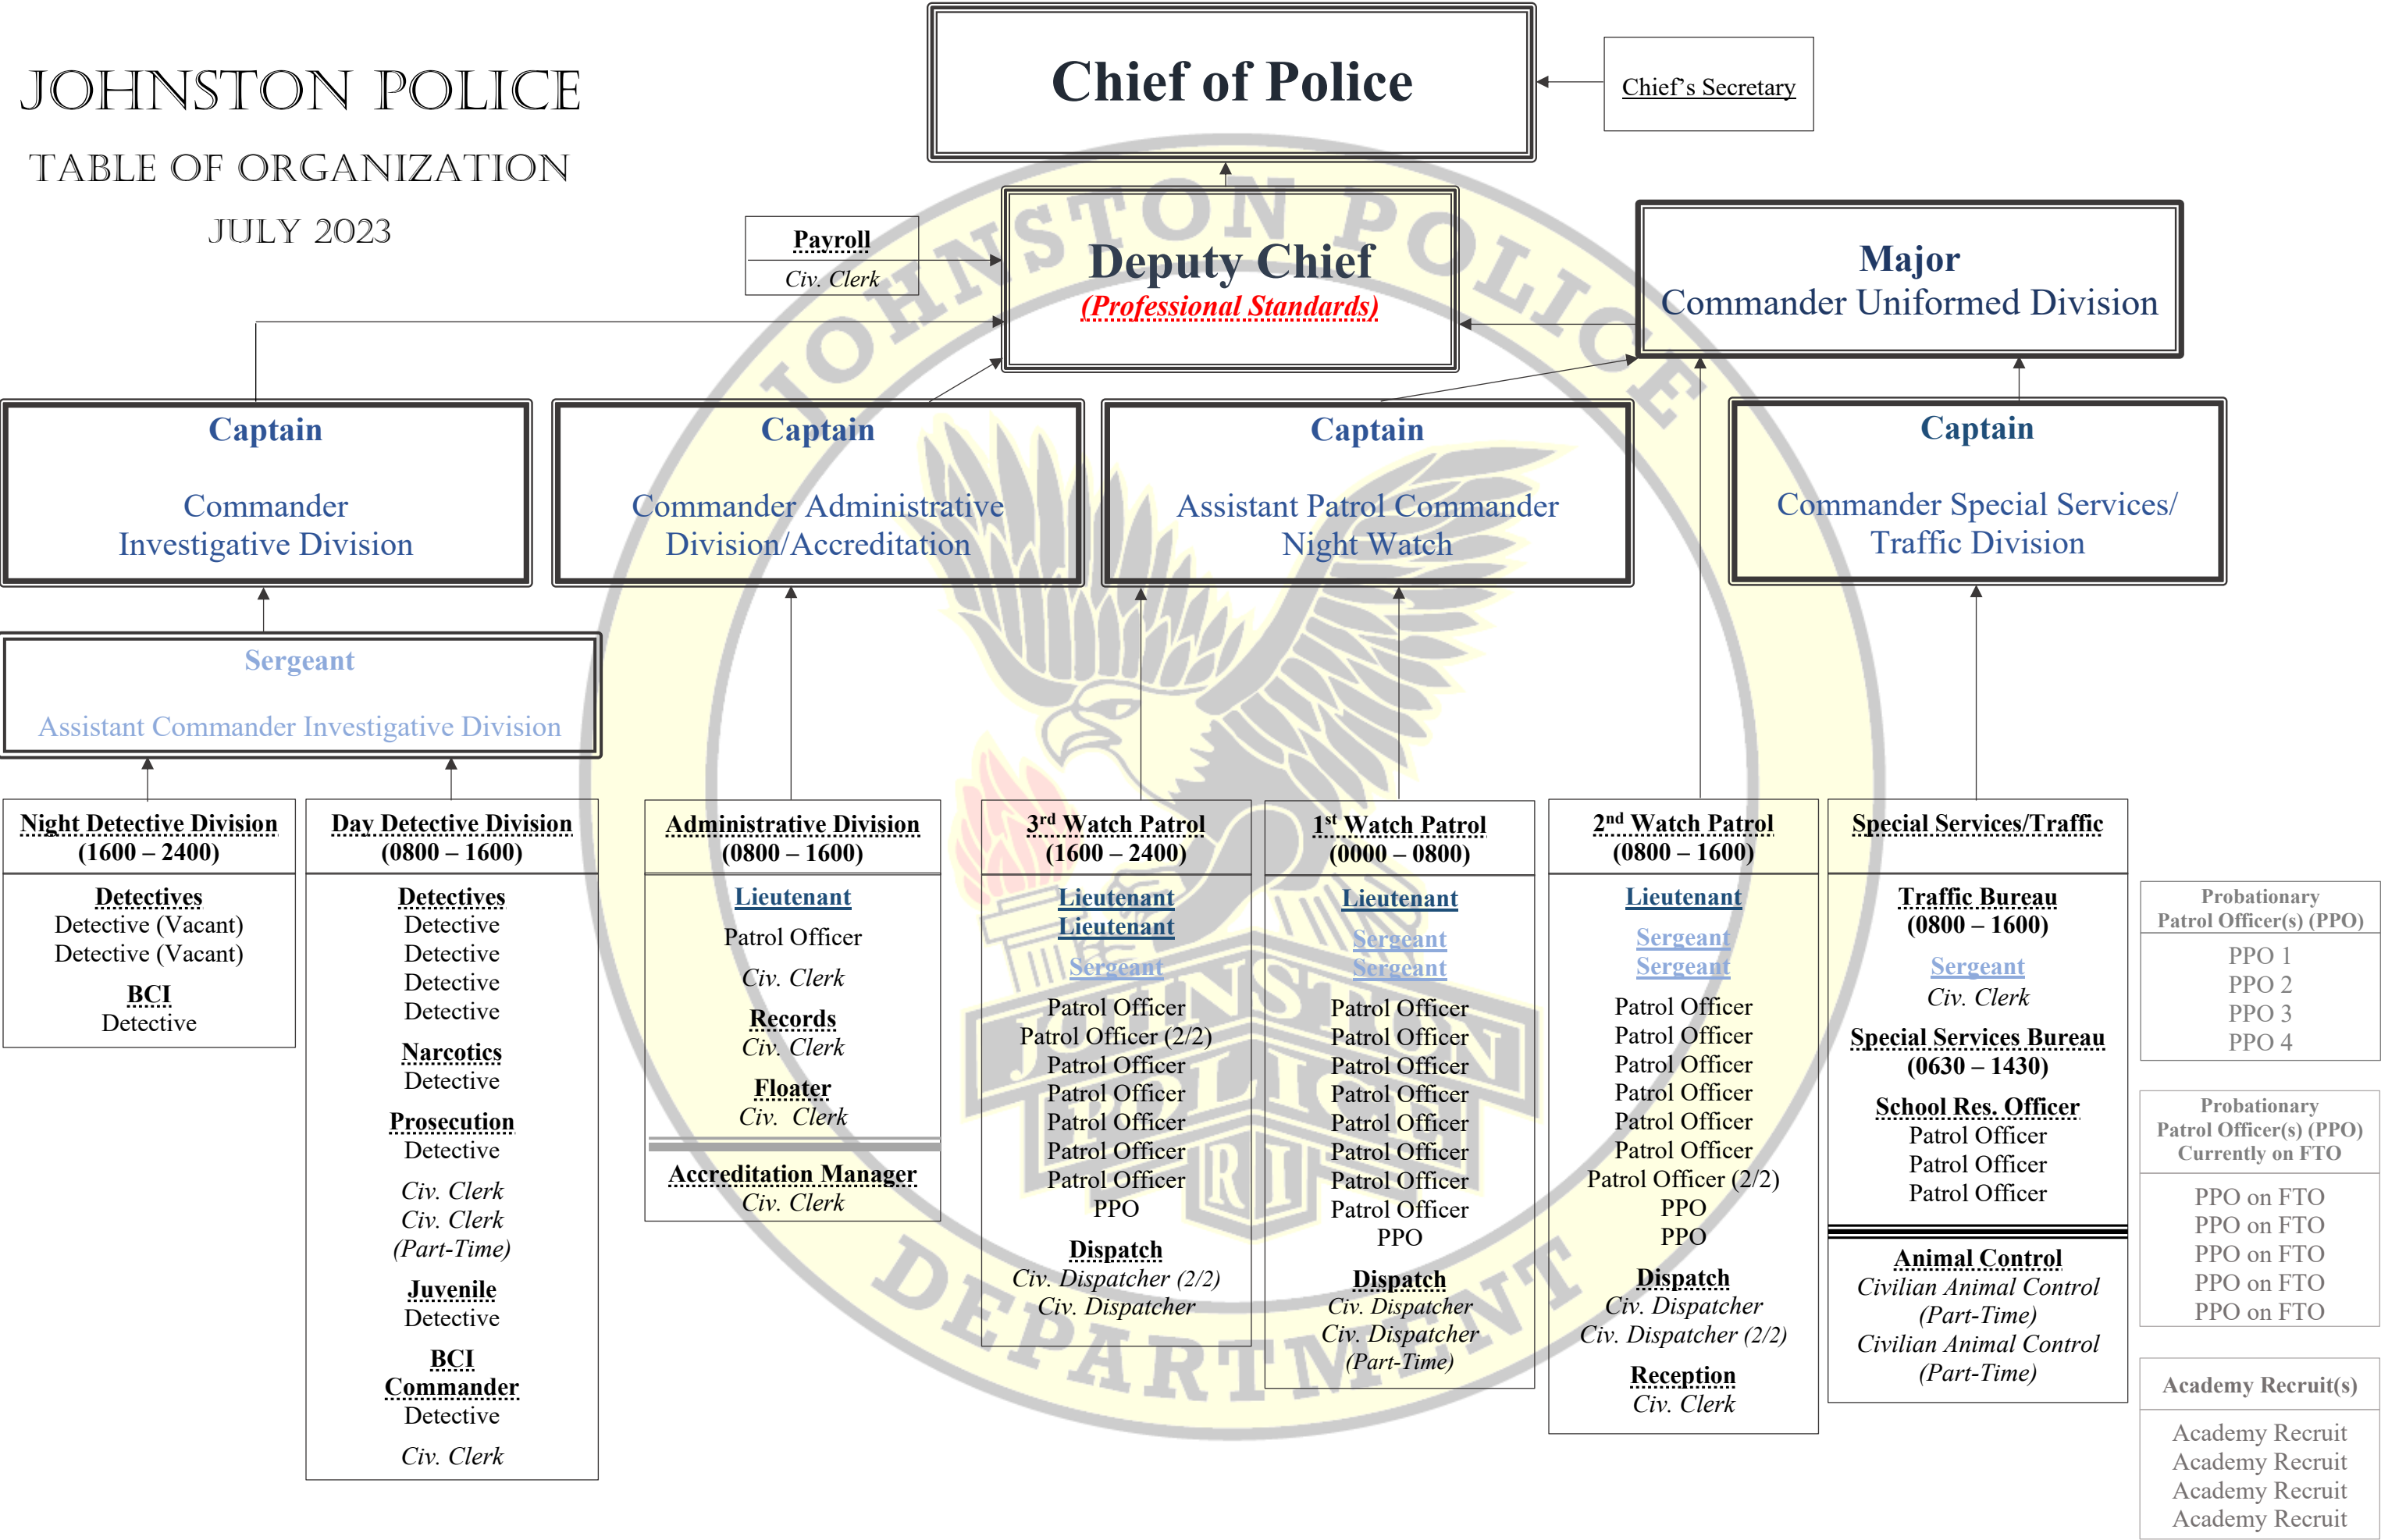 JOHNSTON POLICE
TABLE OF ORGANIZATION
JULY 2023
Chief of Police
Chief's Secretary
Payroll
Civ. Clerk
Deputy Chief
(Professional Standards)
Major
Commander Uniformed Division
Captain
Commander
Investigative Division
Captain
Commander Administrative
Division/Accreditation
Captain
Assistant Patrol Commander
Night Watch
Captain
Commander Special Services/
Traffic Division
Sergeant
Assistant Commander Investigative Division
Night Detective Division
(1600 – 2400)
Detectives
Detective (Vacant)
Detective (Vacant)
BCI
Detective
Day Detective Division
(0800 – 1600)
Detectives
Detective
Detective
Detective
Detective
Narcotics
Detective
Prosecution
Detective
Civ. Clerk
Civ. Clerk
(Part-Time)
Juvenile
Detective
BCI
Commander
Detective
Civ. Clerk
Administrative Division
(0800 – 1600)
Lieutenant
Patrol Officer
Civ. Clerk
Records
Civ. Clerk
Floater
Civ. Clerk
Accreditation Manager
Civ. Clerk
3rd Watch Patrol
(1600 – 2400)
Lieutenant
Lieutenant
Sergeant
Patrol Officer
Patrol Officer (2/2)
Patrol Officer
Patrol Officer
Patrol Officer
Patrol Officer
Patrol Officer
PPO
Dispatch
Civ. Dispatcher (2/2)
Civ. Dispatcher
1st Watch Patrol
(0000 – 0800)
Lieutenant
Sergeant
Sergeant
Patrol Officer
Patrol Officer
Patrol Officer
Patrol Officer
Patrol Officer
Patrol Officer
Patrol Officer
Patrol Officer
PPO
Dispatch
Civ. Dispatcher
Civ. Dispatcher
(Part-Time)
2nd Watch Patrol
(0800 – 1600)
Lieutenant
Sergeant
Sergeant
Patrol Officer
Patrol Officer
Patrol Officer
Patrol Officer
Patrol Officer
Patrol Officer
Patrol Officer (2/2)
PPO
PPO
Dispatch
Civ. Dispatcher
Civ. Dispatcher (2/2)
Reception
Civ. Clerk
Special Services/Traffic
Traffic Bureau
(0800 – 1600)
Sergeant
Civ. Clerk
Special Services Bureau
(0630 – 1430)
School Res. Officer
Patrol Officer
Patrol Officer
Patrol Officer
Animal Control
Civilian Animal Control
(Part-Time)
Civilian Animal Control
(Part-Time)
Probationary
Patrol Officer(s) (PPO)
PPO 1
PPO 2
PPO 3
PPO 4
Probationary
Patrol Officer(s) (PPO)
Currently on FTO
PPO on FTO
PPO on FTO
PPO on FTO
PPO on FTO
PPO on FTO
Academy Recruit(s)
Academy Recruit
Academy Recruit
Academy Recruit
Academy Recruit
JOHNSTON POLICE
DEPARTMENT
JOHNSTON
POLICE
RI